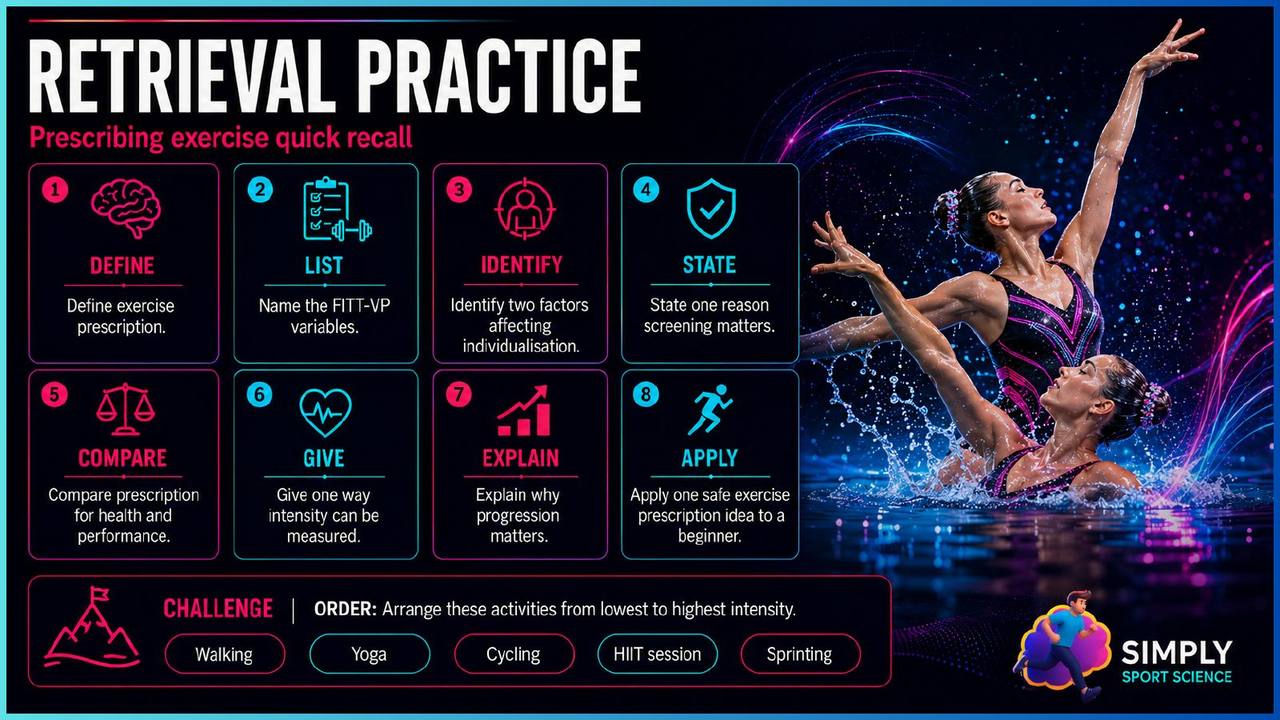 RETRIEVAL PRACTICE
Prescribing exercise quick recall
1
DEFINE
Define exercise
prescription.
2
LIST
Name the FITT-VP
variables.
3
IDENTIFY
Identify two factors
affecting
individualisation.
4
STATE
State one reason
screening matters.
5
COMPARE
Compare prescription
for health and
performance.
6
GIVE
Give one way
intensity can be
measured.
7
EXPLAIN
Explain why
progression
matters.
8
APPLY
Apply one safe exercise
prescription idea to a
beginner.
CHALLENGE | ORDER: Arrange these activities from lowest to highest intensity.
Walking Yoga Cycling HIIT session Sprinting
SIMPLY
SPORT SCIENCE